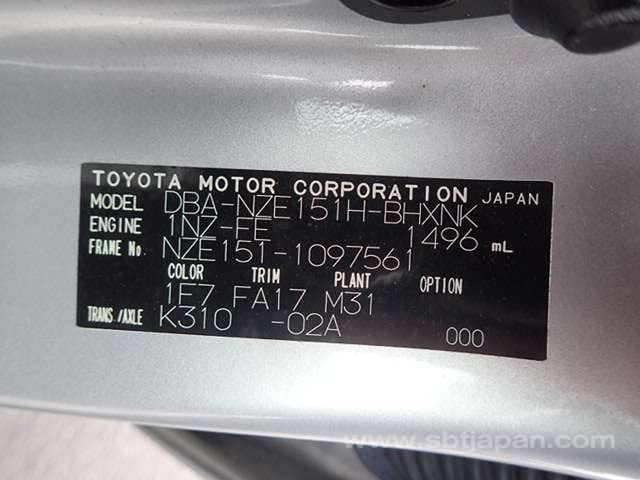 TOYOTA MOTOR CORPORATION JAPAN
MODEL DBA-NZE151H-BHXNK
ENGINE 1NZ-FE 1496 mL
FRAME No. NZE151-1097561
COLOR TRIM PLANT OPTION
1F7 FA17 M31
TRANS./AXLE K310 -02A 000
www.sbtjapan.com